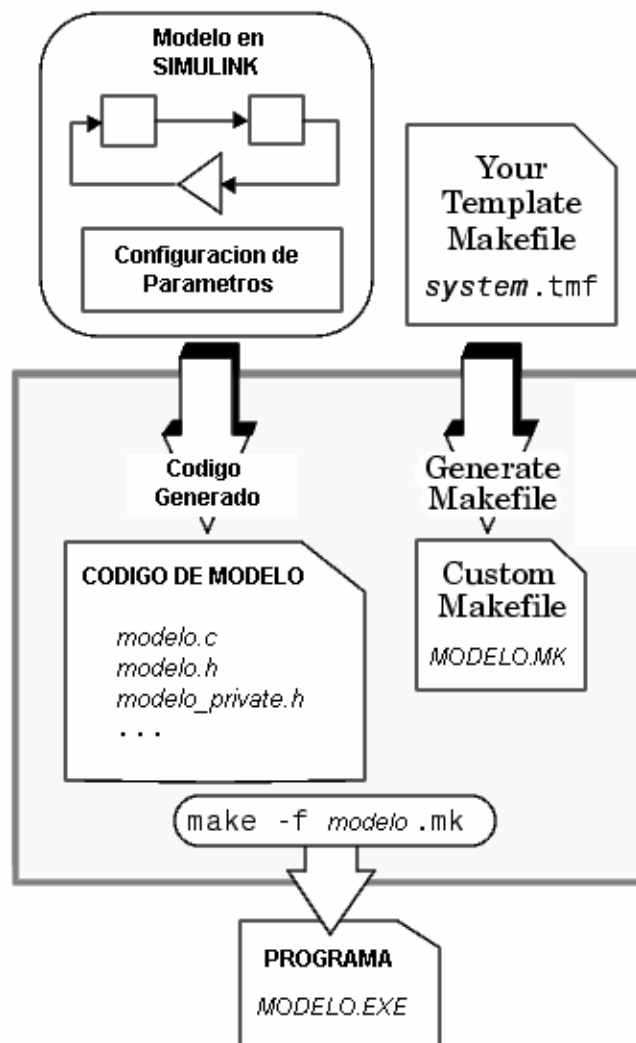 Modelo en
SIMULINK
Configuracion de
Parametros
Your
Template
Makefile
system.tmf
Codigo
Generado
Generate
Makefile
CODIGO DE MODELO
modelo.c
modelo.h
modelo_private.h
. . .
Custom
Makefile
MODELO.MK
make -f modelo .mk
PROGRAMA
MODELO.EXE